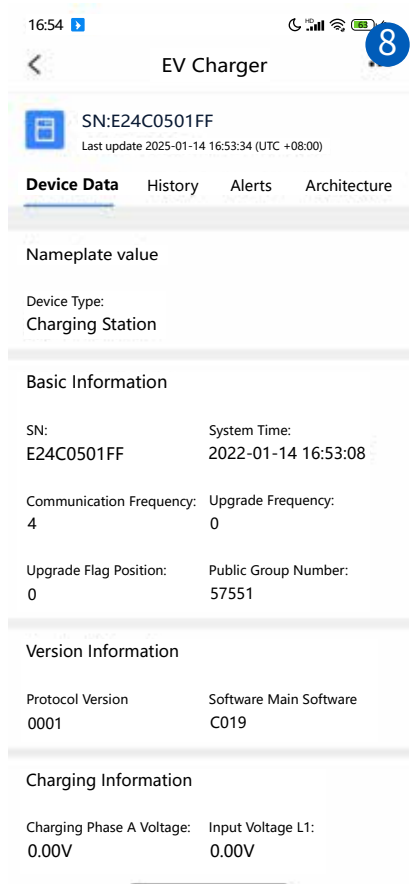 16:54 HD 63
8
EV Charger
SN:E24C0501FF
Last update 2025-01-14 16:53:34 (UTC +08:00)
Device Data History Alerts Architecture
Nameplate value
Device Type:
Charging Station
Basic Information
SN: System Time:
E24C0501FF 2022-01-14 16:53:08
Communication Frequency: Upgrade Frequency:
4 0
Upgrade Flag Position: Public Group Number:
0 57551
Version Information
Protocol Version Software Main Software
0001 C019
Charging Information
Charging Phase A Voltage: Input Voltage L1:
0.00V 0.00V